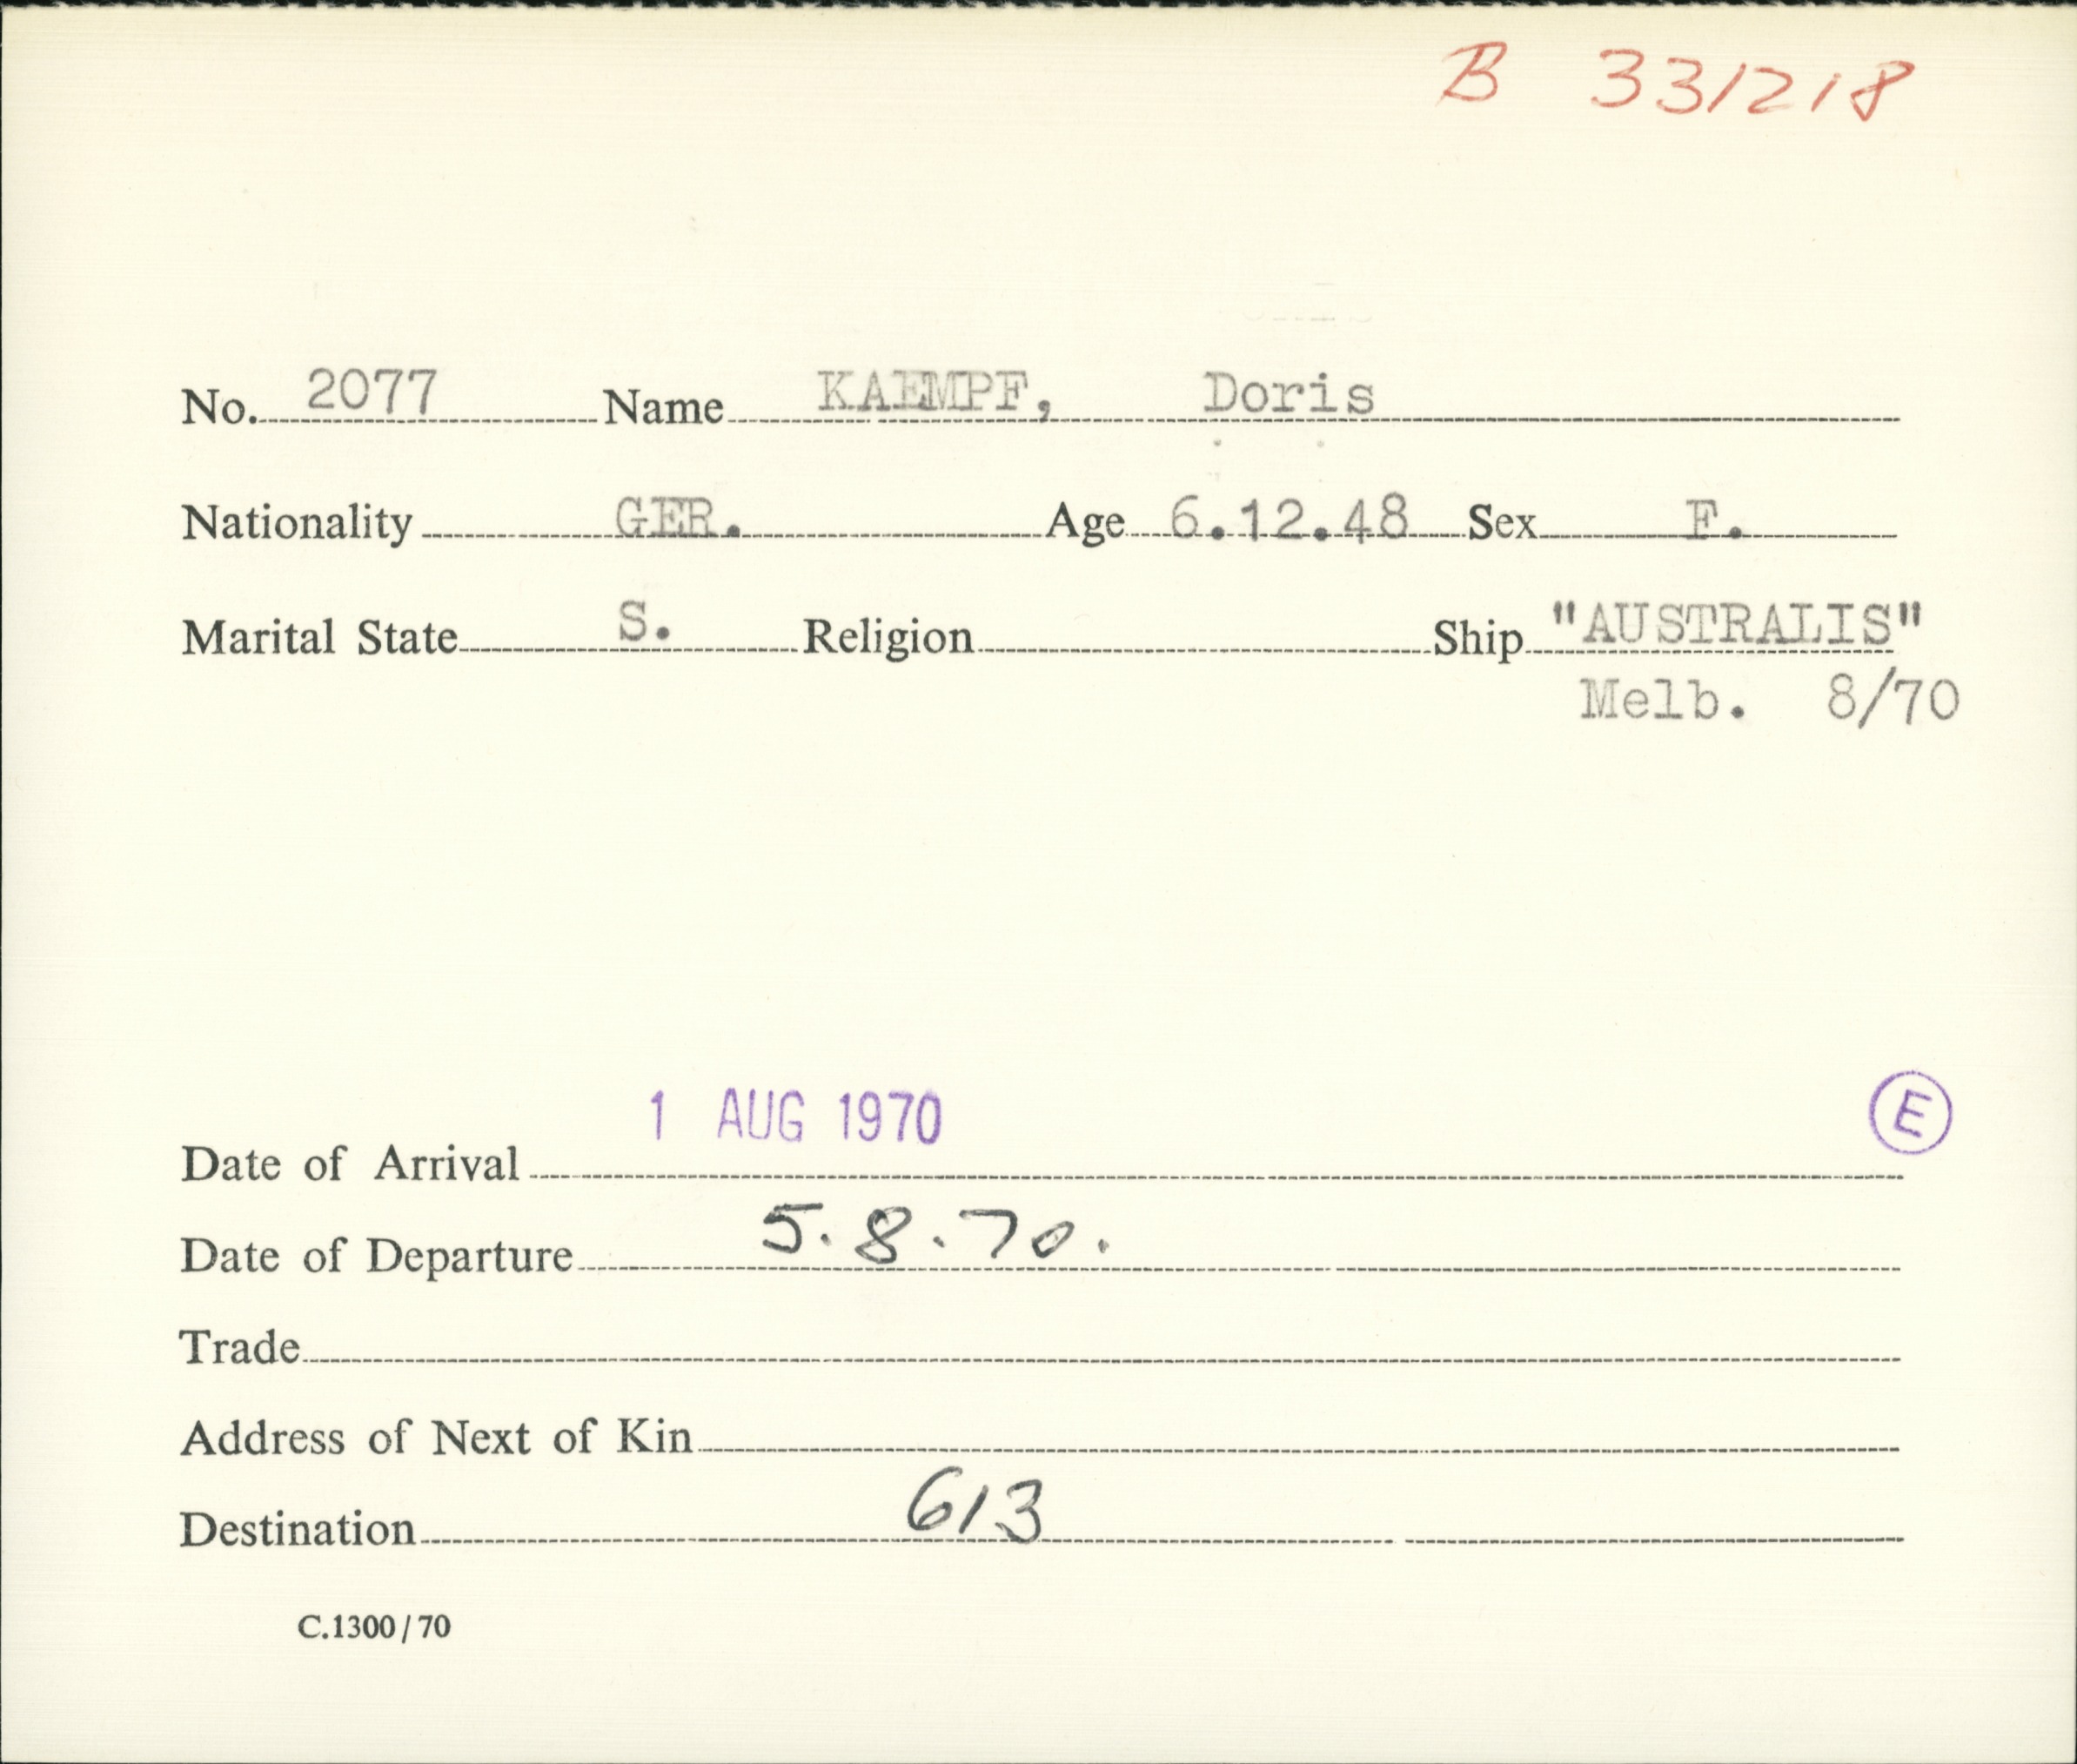 B 331218
No. 2077 Name KAEMPF, Doris
Nationality GER. Age 6.12.48 Sex F.
Marital State S. Religion Ship "AUSTRALIS"
Melb. 8/70
1 AUG 1970 E
Date of Arrival
Date of Departure 5.8.70.
Trade
Address of Next of Kin
Destination 613
C.1300/70